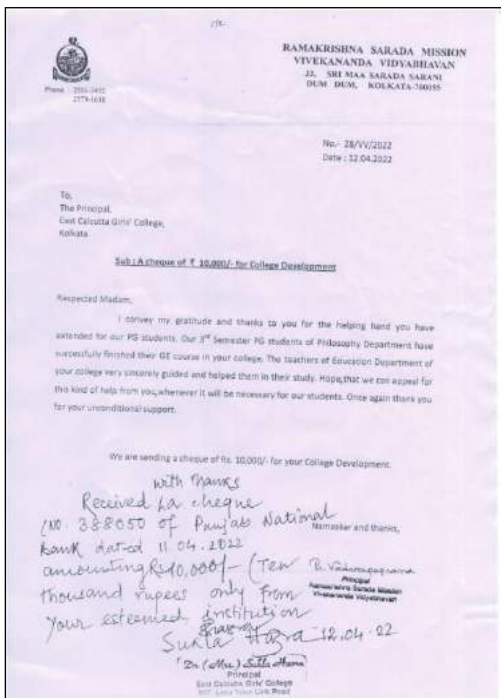 RAMAKRISHNA SARADA MISSION
VIVEKANANDA VIDYABHAVAN
33, SRI MAA SARADA SARANI
DUM DUM, KOLKATA-700055
Phone
No.- 28/VV/2022
Date : 12.04.2022
To,
The Principal,
East Calcutta Girls' College,
Kolkata
Sub : A cheque of ₹ 10,000/- for College Development
Respected Madam,
I convey my gratitude and thanks to you for the helping hand you have
extended for our PG students. Our 3rd Semester PG students of Philosophy Department have
successfully finished their GE course in your college. The teachers of Education Department of
your college very sincerely guided and helped them in their study. Hope,that we can appeal for
this kind of help from you,wherever it will be necessary for our students. Once again thank you
for your unconditional support.
We are sending a cheque of Rs. 10,000/- for your College Development.
with thanks
Received a cheque
(No. 388050 of Punjab National
Namaskar and thanks,
Bank dated 11.04.2022
amounting Rs 10,000/- (Ten
Principal
Ramakrishna Sarada Mission
Vivekananda Vidyabhavan
thousand rupees only from
your esteemed institution
Sukla Hazra 12.04.22
Dr. (Mrs.) Sukla Hazra
Principal
East Calcutta Girls' College
Link Road